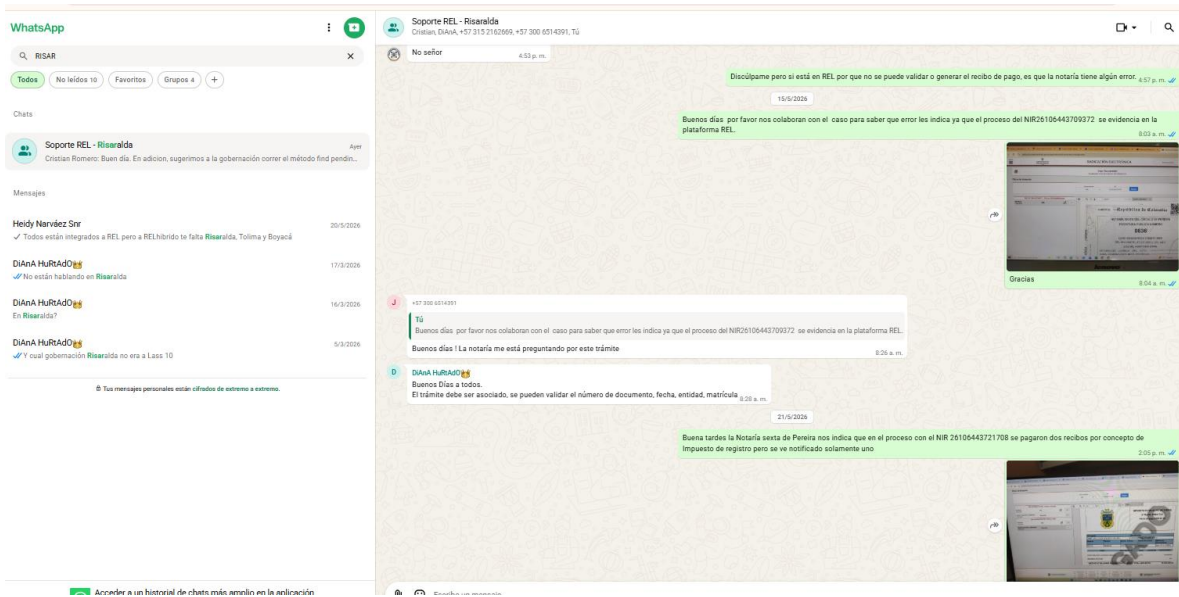 WhatsApp
RISAR
Todos
No leídos 10
Favoritos
Grupos 4
Chats
Soporte REL - Risaralda
Ayer
Cristian Romero: Buen día. En adicion, sugerimos a la gobernación correr el método find pendin...
Mensajes
Heidy Narváez Snr
20/5/2026
Todos están integrados a REL pero a RELhibrido te falta Risaralda, Tolima y Boyacá
DiAnA HuRtAdO
17/3/2026
No están hablando en Risaralda
DiAnA HuRtAdO
16/3/2026
En Risaralda?
DiAnA HuRtAdO
5/3/2026
Y cual gobernación Risaralda no era a Lass 10
Tus mensajes personales están cifrados de extremo a extremo.
Acceder a un historial de chats más amplio en la aplicación
Soporte REL - Risaralda
Cristian, DiAnA, +57 315 2162669, +57 300 6514391, Tú
No señor
4:53 p. m.
Discúlpame pero si está en REL por que no se puede validar o generar el recibo de pago, es que la notaría tiene algún error.
4:57 p. m.
15/5/2026
Buenos días por favor nos colaboran con el caso para saber que error les indica ya que el proceso del NIR26106443709372 se evidencia en la
plataforma REL.
8:03 a. m.
Gracias
8:04 a. m.
J
+57 300 6514391
Tú
Buenos días por favor nos colaboran con el caso para saber que error les indica ya que el proceso del NIR26106443709372 se evidencia en la plataforma REL.
Buenos días ! La notaría me está preguntando por este trámite
8:26 a. m.
D
DiAnA HuRtAdO
Buenos Días a todos.
El trámite debe ser asociado, se pueden validar el número de documento, fecha, entidad, matrícula
8:28 a. m.
21/5/2026
Buena tardes la Notaría sexta de Pereira nos indica que en el proceso con el NIR 26106443721708 se pagaron dos recibos por concepto de
Impuesto de registro pero se ve notificado solamente uno
2:05 p. m.
GADO
Escribe un mensaje